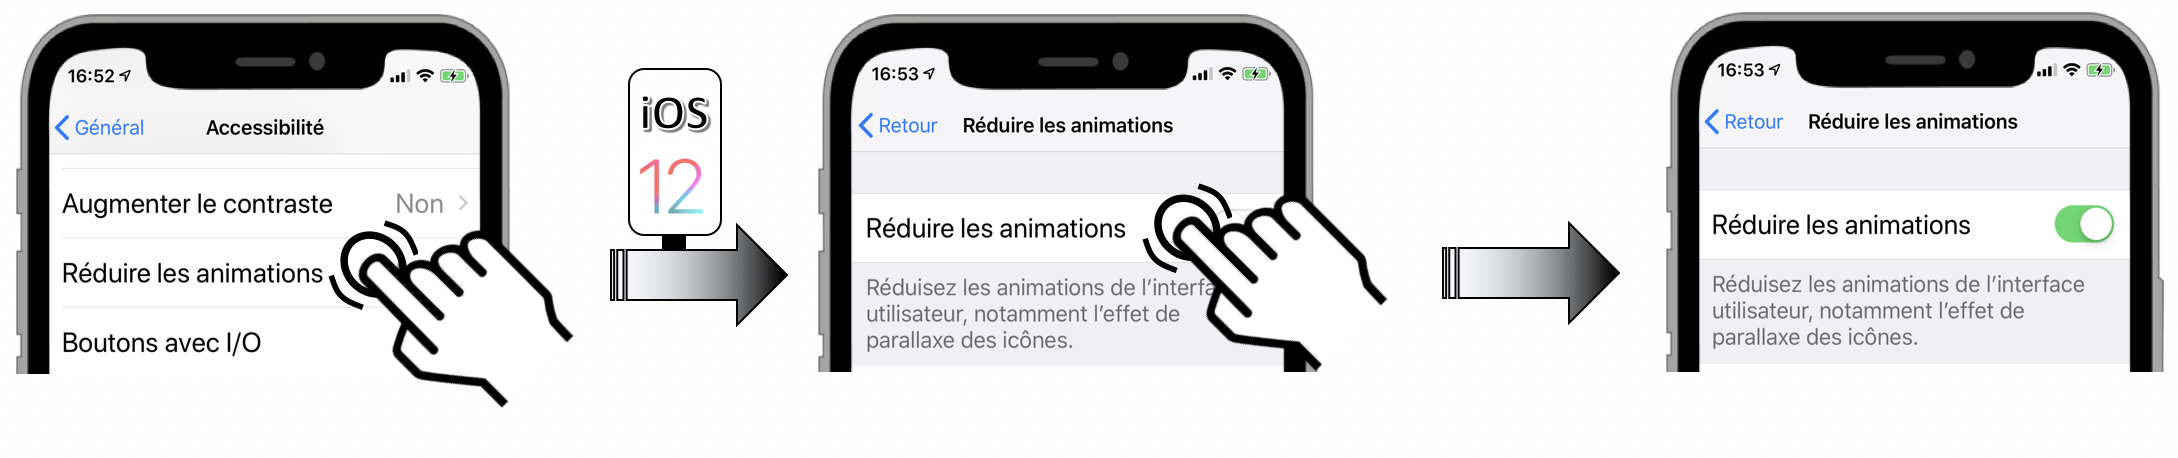 16:52
Général
Accessibilité
Augmenter le contraste
Non
Réduire les animations
Boutons avec I/O
iOS
12
16:53
Retour
Réduire les animations
Réduire les animations
Réduisez les animations de l'interfa
utilisateur, notamment l'effet de
parallaxe des icônes.
16:53
Retour
Réduire les animations
Réduire les animations
Réduisez les animations de l'interface
utilisateur, notamment l'effet de
parallaxe des icônes.